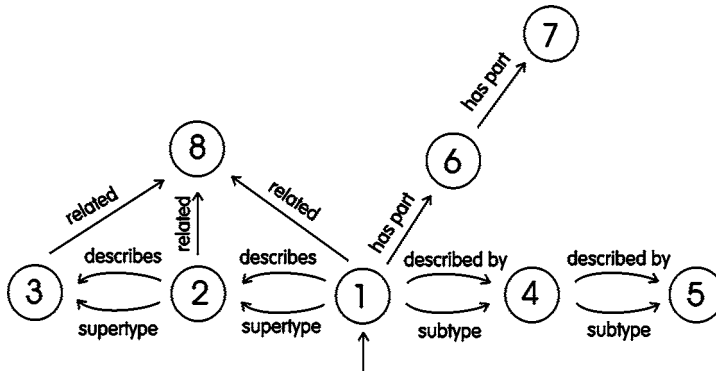 7
has part
8
6
related
related
related
has part
describes
describes
described by
described by
3
2
1
4
5
supertype
supertype
subtype
subtype